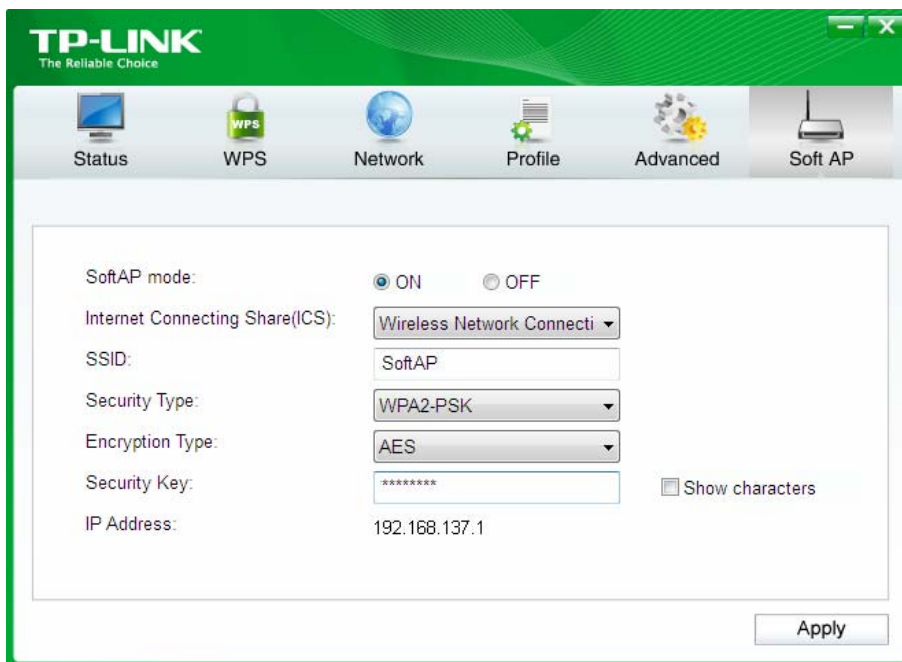 TP-LINK
The Reliable Choice
WPS
Status WPS Network Profile Advanced Soft AP
SoftAP mode: ON OFF
Internet Connecting Share(ICS): Wireless Network Connecti
SSID: SoftAP
Security Type: WPA2-PSK
Encryption Type: AES
Security Key: ******** Show characters
IP Address: 192.168.137.1
Apply